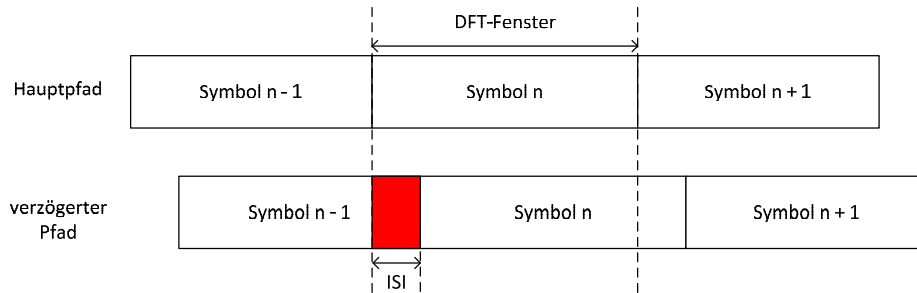 DFT-Fenster
Hauptpfad
Symbol n - 1
Symbol n
Symbol n + 1
verzögerter
Pfad
Symbol n - 1
Symbol n
Symbol n + 1
ISI